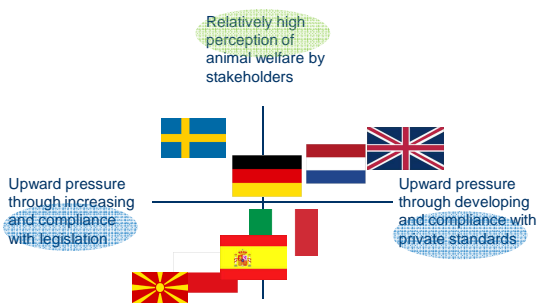 Relatively high
perception of
animal welfare by
stakeholders
Upward pressure
through increasing
and compliance
with legislation
Upward pressure
through developing
and compliance with
private standards